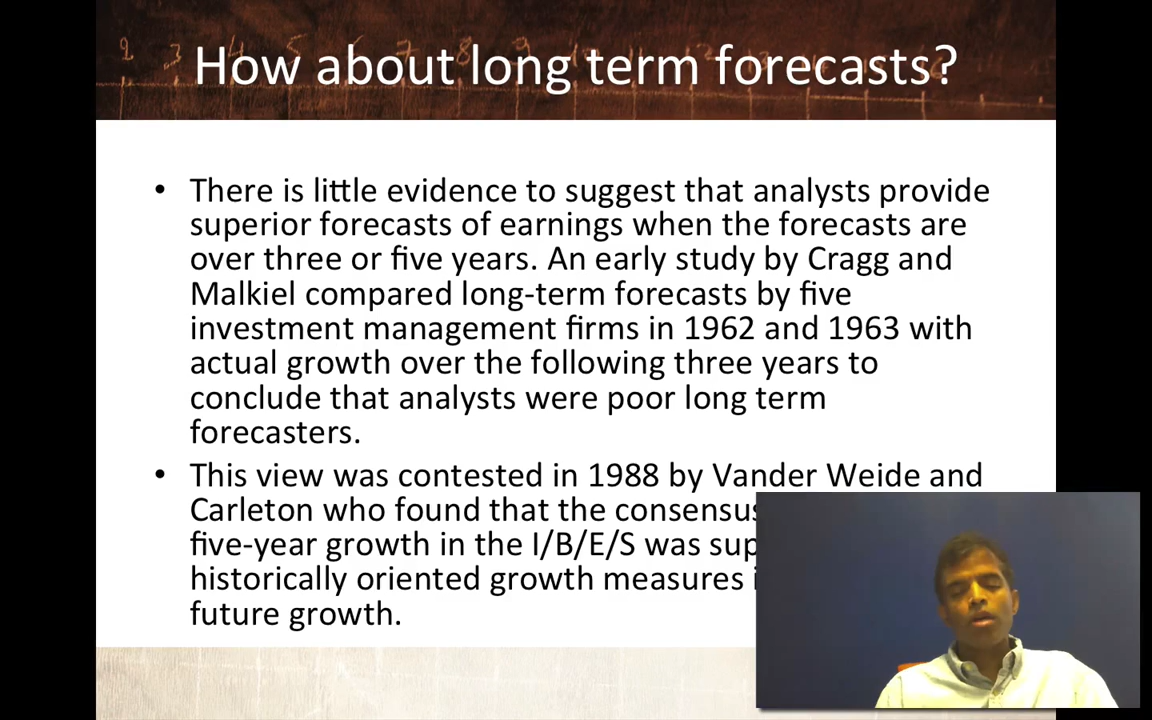 How about long term forecasts?
• There is little evidence to suggest that analysts provide
superior forecasts of earnings when the forecasts are
over three or five years. An early study by Cragg and
Malkiel compared long-term forecasts by five
investment management firms in 1962 and 1963 with
actual growth over the following three years to
conclude that analysts were poor long term
forecasters.
• This view was contested in 1988 by Vander Weide and
Carleton who found that the consensus
five-year growth in the I/B/E/S was
historically oriented growth measures
future growth.